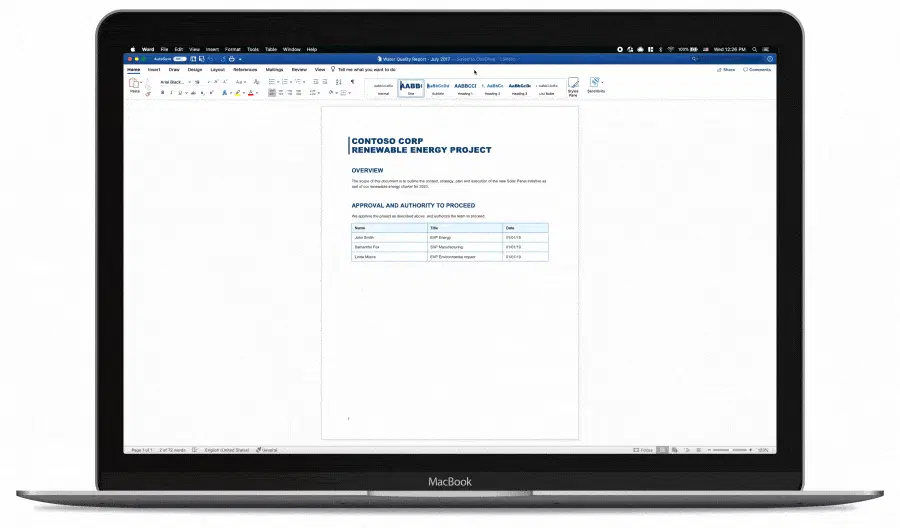 Word File Edit View Insert Format Tools Table Window Help 100% Wed 12:26 PM
AutoSave Water Quality Report - July 2017 — Saved to OneDrive
Home Insert Draw Design Layout References Mailings Review View Tell me what you want to do Share Comments
Paste Arial Black... Normal Title Subtitle Heading 1 Heading 2 Heading 3 List Bullet Styles Pane Sensitivity
CONTOSO CORP
RENEWABLE ENERGY PROJECT
OVERVIEW
The scope of this document is to outline the context, strategy, plan and execution of the new Solar Panel initiative as
part of our renewable energy charter for 2020.
APPROVAL AND AUTHORITY TO PROCEED
We approve the project as described above, and authorize the team to proceed.
Name Title Date
John Smith EVP Energy 01/01/19
Samantha Fox SVP Manufacturing 01/01/19
Linda EVP Environmental Impact 01/01/19
Page 1 of 1 2 of 72 words English (United States) General Focus
MacBook